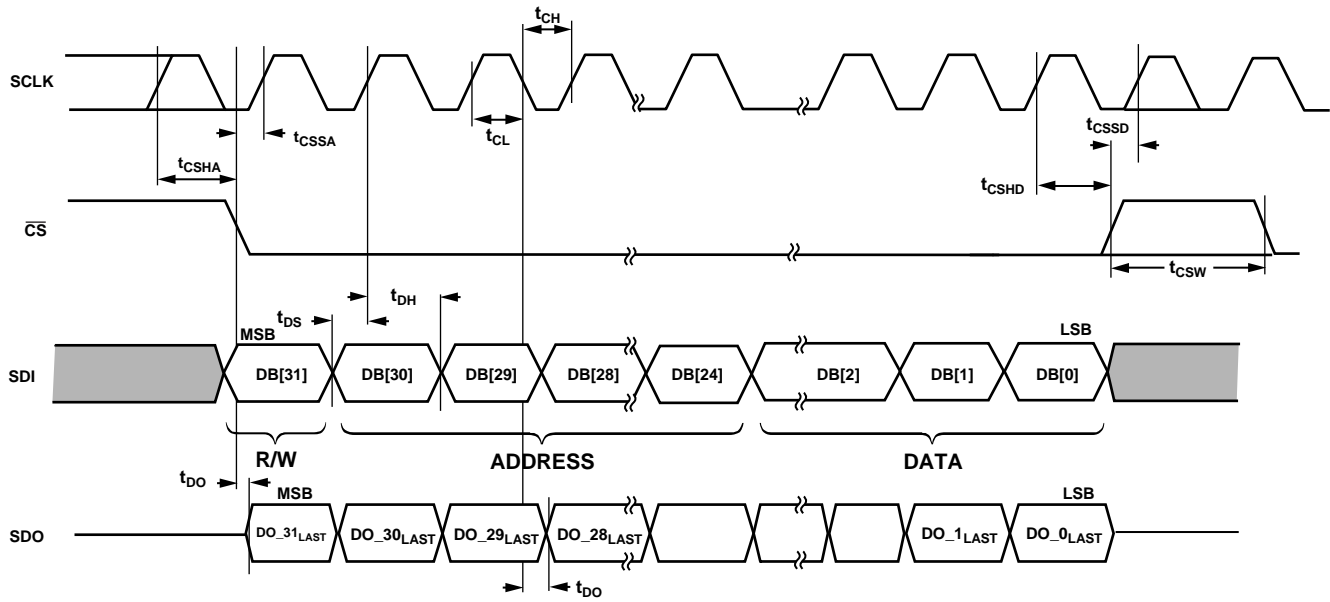 tCH
SCLK
tCSSA
tCL
tCSSD
tCSHA
tCSHD
CS
tCSW
tDH
tDS
MSB
LSB
SDI
DB[31]
DB[30]
DB[29]
DB[28]
DB[24]
DB[2]
DB[1]
DB[0]
R/W
ADDRESS
DATA
tDO
MSB
LSB
SDO
DO_31LAST
DO_30LAST
DO_29LAST
DO_28LAST
DO_1LAST
DO_0LAST
tDO